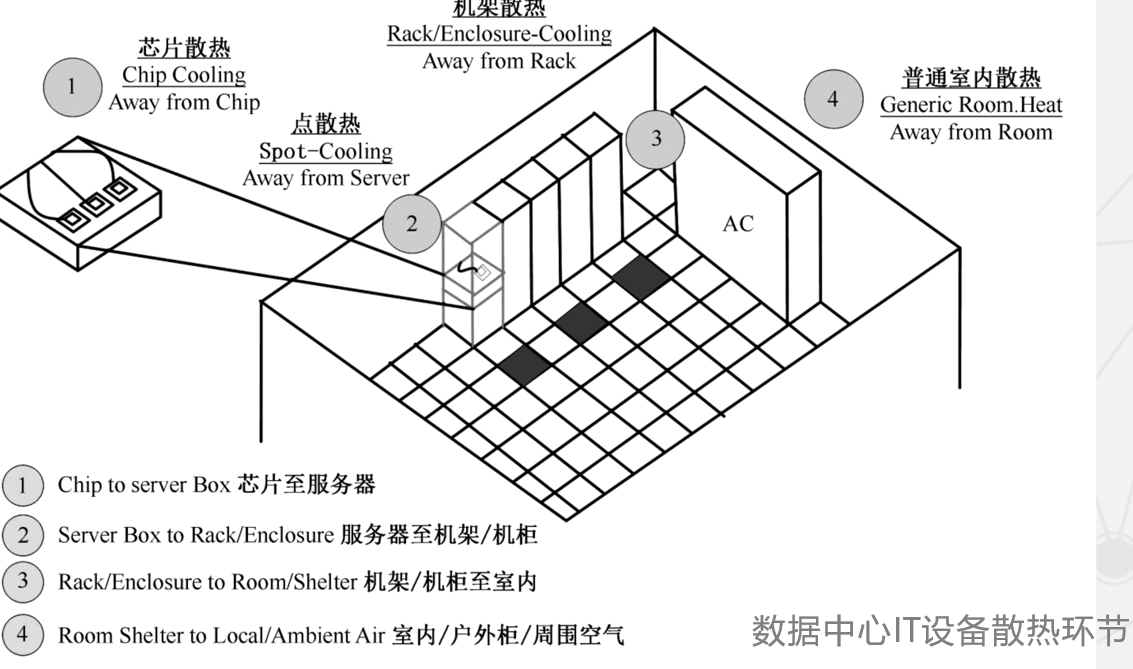 机架散热
Rack/Enclosure-Cooling
Away from Rack
芯片散热
Chip Cooling
Away from Chip
1
点散热
Spot-Cooling
Away from Server
2
3
4
普通室内散热
Generic Room.Heat
Away from Room
AC
1 Chip to server Box 芯片至服务器
2 Server Box to Rack/Enclosure 服务器至机架/机柜
3 Rack/Enclosure to Room/Shelter 机架/机柜至室内
4 Room Shelter to Local/Ambient Air 室内/户外柜/周围空气
数据中心IT设备散热环节